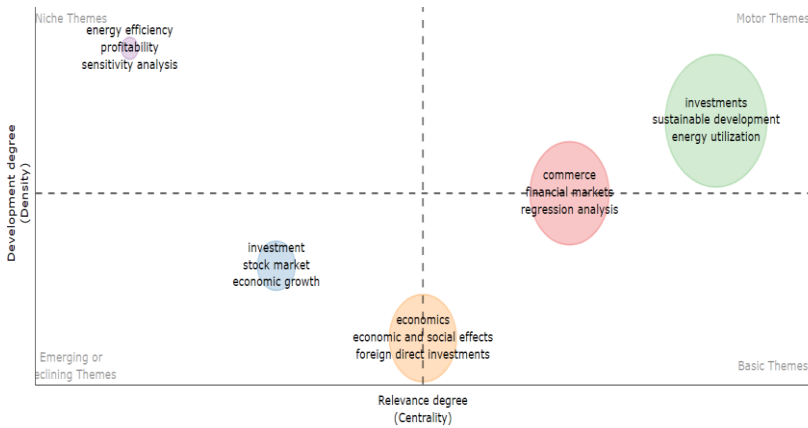 Niche Themes
Motor Themes
energy efficiency
profitability
sensitivity analysis
investments
sustainable development
energy utilization
commerce
financial markets
regression analysis
Development degree
(Density)
investment
stock market
economic growth
economics
economic and social effects
foreign direct investments
Emerging or
eclining Themes
Basic Themes
Relevance degree
(Centrality)